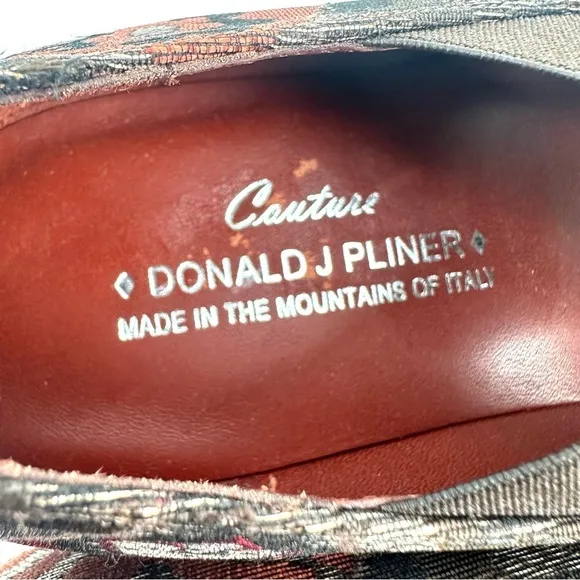 Couture
DONALD J PLINER
MADE IN THE MOUNTAINS OF ITALY